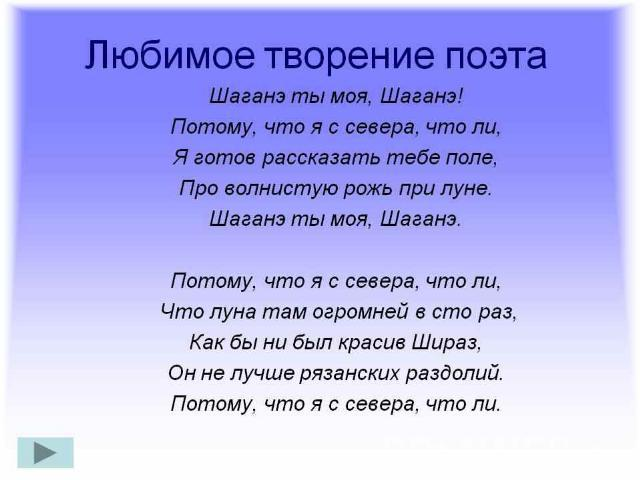 Любимое творение поэта
Шаганэ ты моя, Шаганэ!
Потому, что я с севера, что ли,
Я готов рассказать тебе поле,
Про волнистую рожь при луне.
Шаганэ ты моя, Шаганэ.
Потому, что я с севера, что ли,
Что луна там огромней в сто раз,
Как бы ни был красив Шираз,
Он не лучше рязанских раздолий.
Потому, что я с севера, что ли.